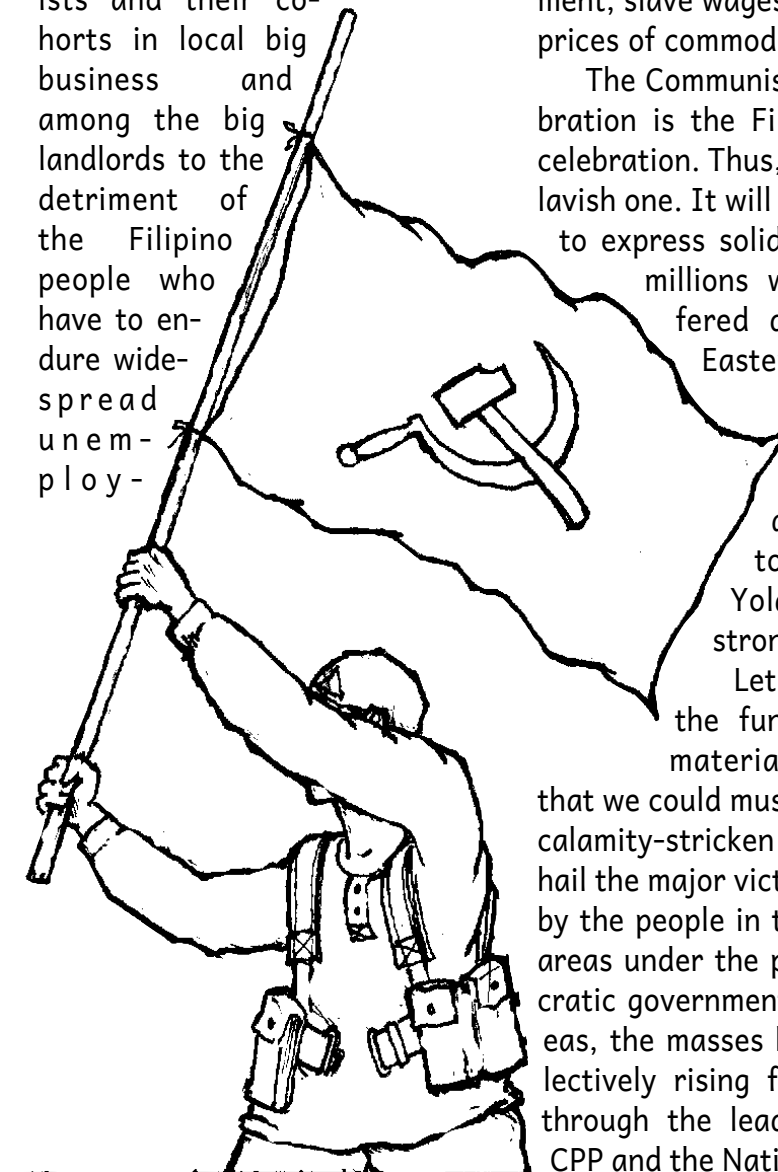 ists and their co-
horts in local big
business and
among the big
landlords to the
detriment of
the Filipino
people who
have to en-
dure wide-
spread
unem-
ploy-
ment, slave wages
prices of commod
The Communis
bration is the Fi
celebration. Thus,
lavish one. It will
to express solid
millions w
fered
Easte
to
Yola
stron
Let
the fun
materia
that we could mus
calamity-stricken
hail the major vict
by the people in t
areas under the p
cratic governmen
eas, the masses
lectively rising f
through the lead
CPP and the Nati